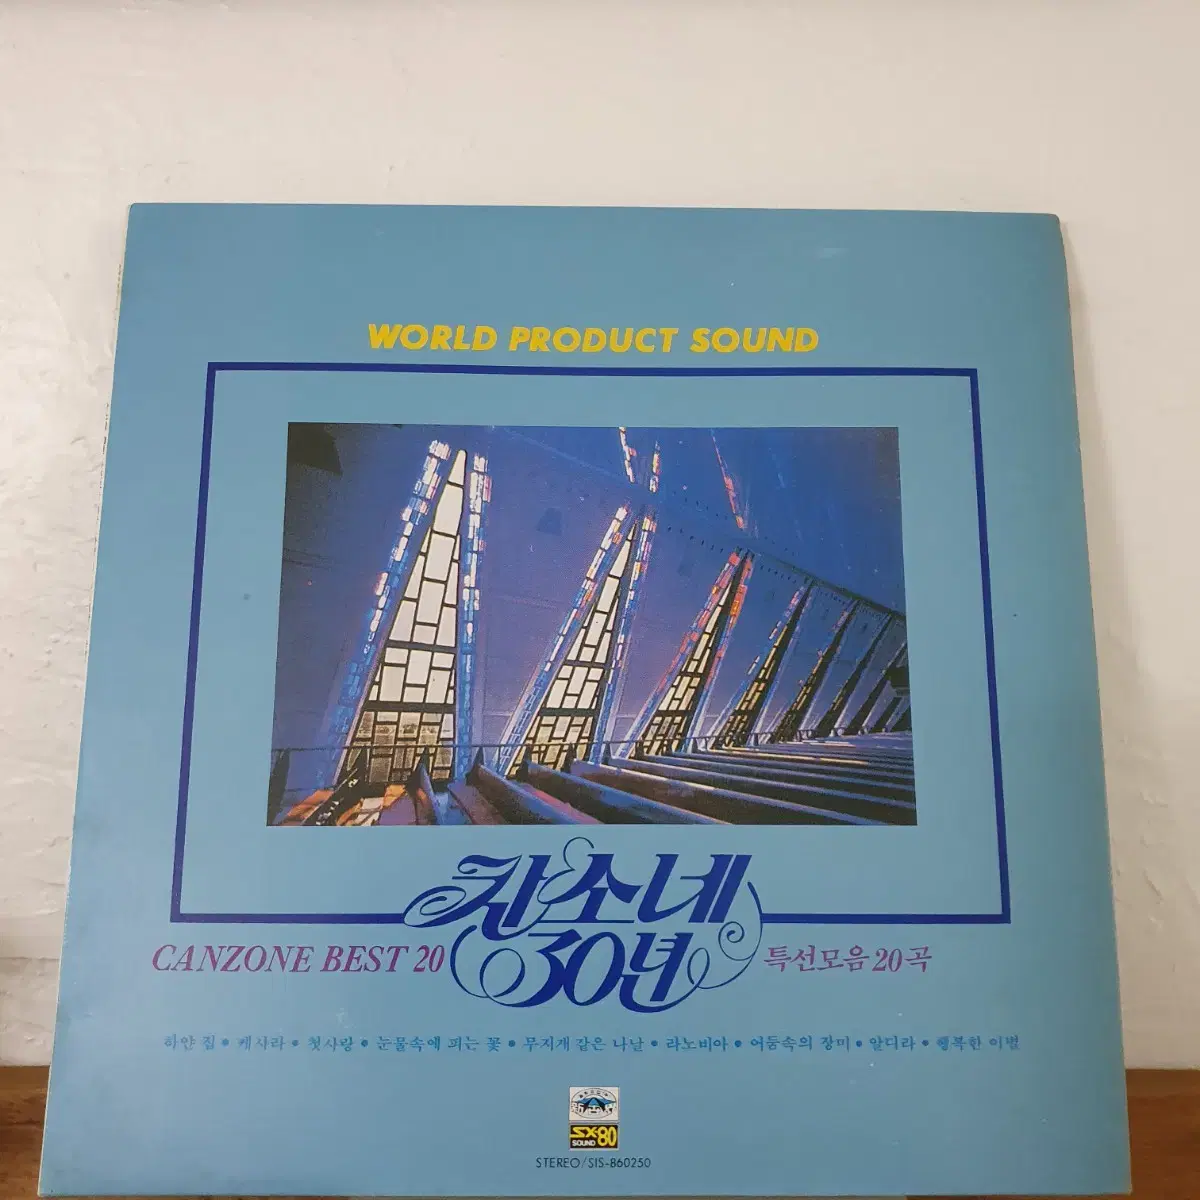 WORLD PRODUCT SOUND
칸소네
30년
CANZONE BEST 20
특선모음 20곡
하얀 집 • 케사라 • 첫사랑 • 눈물속에 피는 꽃 • 무지개 같은 나날 • 라노비아 • 어둠속의 장미 • 알디라 • 행복한 이별
SX-80
SOUND
STEREO/SIS-860250